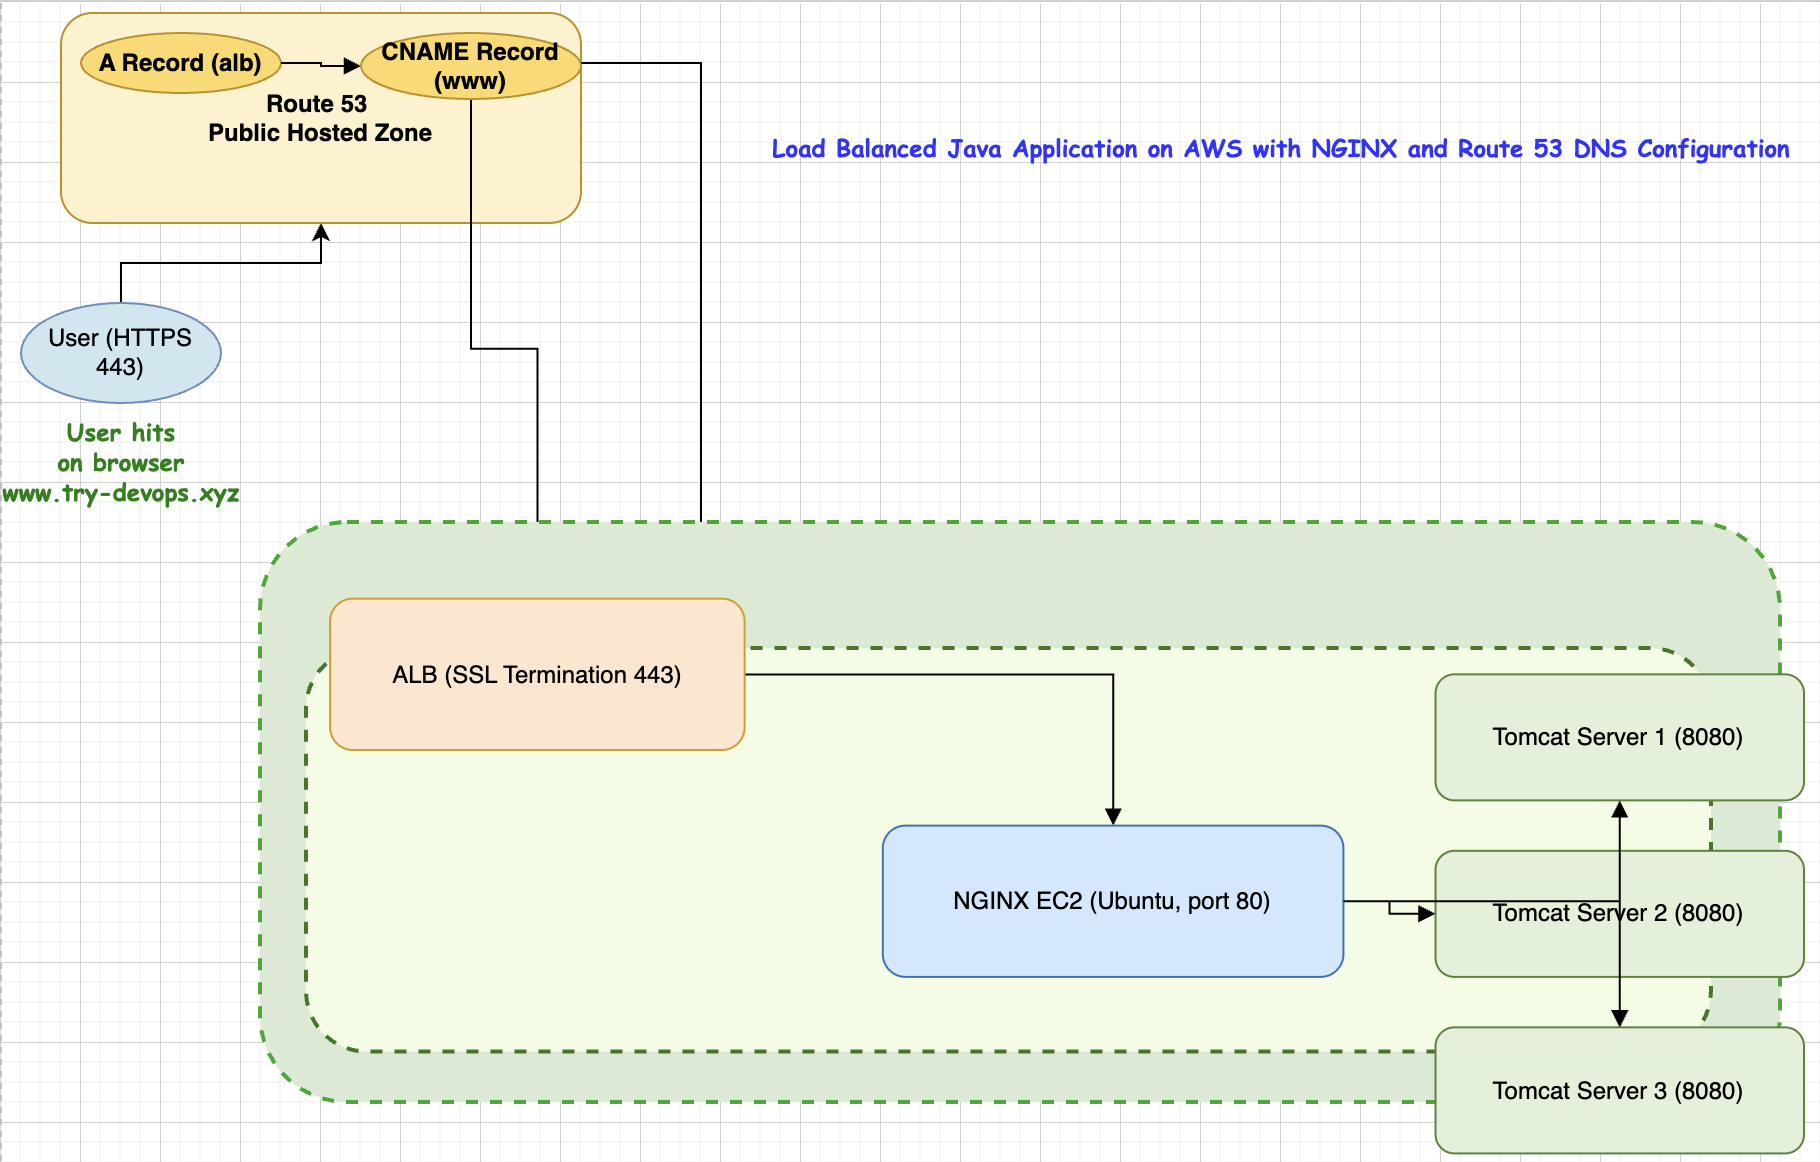 A Record (alb)
CNAME Record
(www)
Route 53
Public Hosted Zone
Load Balanced Java Application on AWS with NGINX and Route 53 DNS Configuration
User (HTTPS
443)
User hits
on browser
www.try-devops.xyz
ALB (SSL Termination 443)
Tomcat Server 1 (8080)
NGINX EC2 (Ubuntu, port 80)
Tomcat Server 2 (8080)
Tomcat Server 3 (8080)